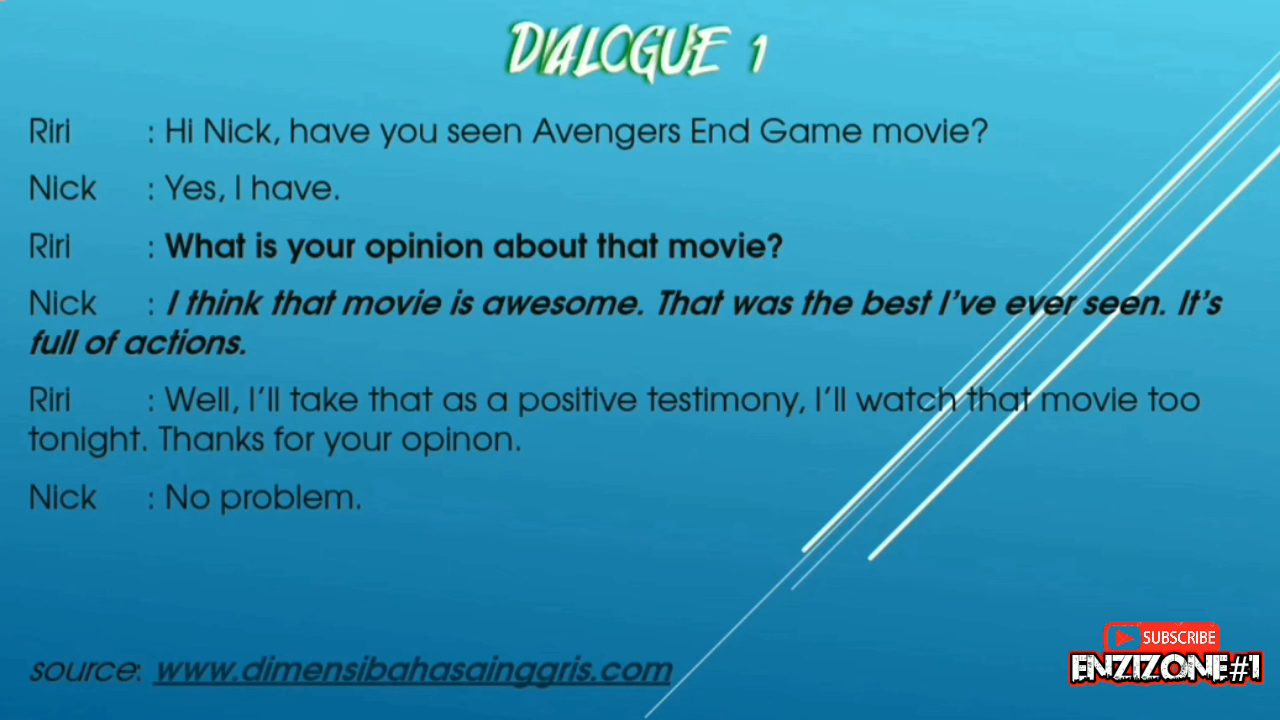 DIALOGUE 1
Riri : Hi Nick, have you seen Avengers End Game movie?
Nick : Yes, I have.
Riri : What is your opinion about that movie?
Nick : I think that movie is awesome. That was the best I've ever seen. It's
full of actions.
Riri : Well, I'll take that as a positive testimony, I'll watch that movie too
tonight. Thanks for your opinon.
Nick : No problem.
source: www.dimensibahasainggris.com
SUBSCRIBE
ENZIZONE#1